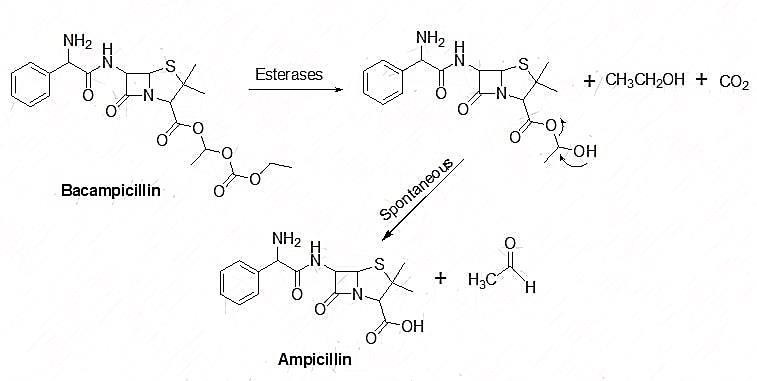 NH₂
H
N
S
O
N
O
O
O
O
O
O
Bacampicillin
Esterases
NH₂
H
N
S
O
N
O
O
O
OH
+ CH₃CH₂OH + CO₂
Spontaneous
NH₂
H
N
S
O
N
O
O
OH
Ampicillin
+
O
H₃C
H